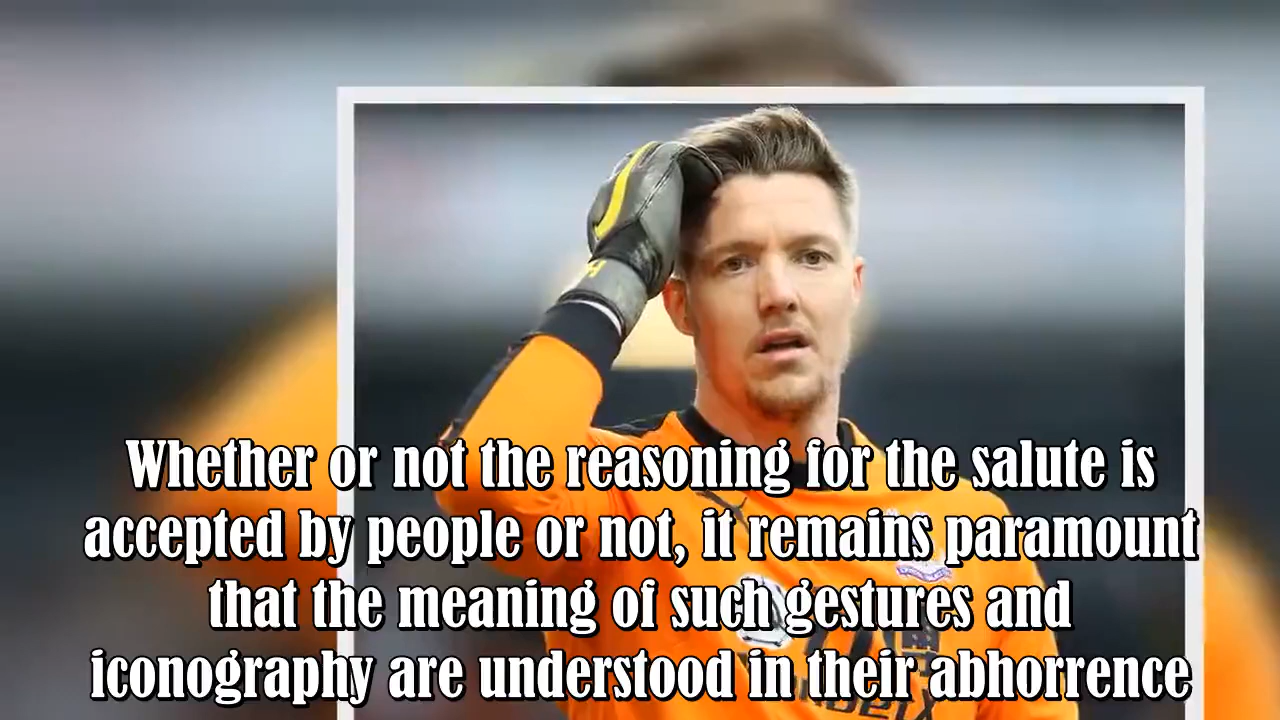 Whether or not the reasoning for the salute is
accepted by people or not, it remains paramount
that the meaning of such gestures and
iconography are understood in their abhorrence